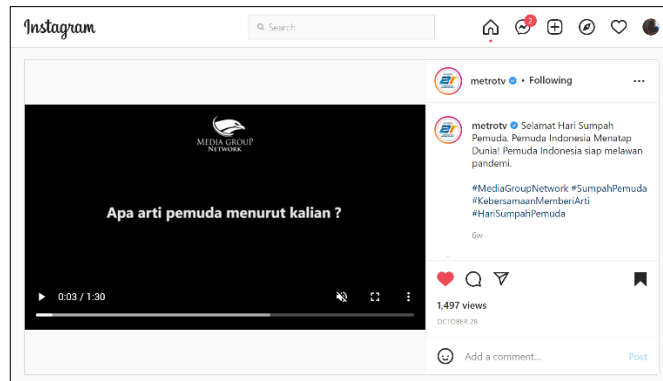 Instagram
Search
2
metrotv • Following
MEDIA GROUP
NETWORK
Apa arti pemuda menurut kalian ?
0:03 / 1:30
metrotv Selamat Hari Sumpah
Pemuda. Pemuda Indonesia Menatap
Dunia! Pemuda Indonesia siap melawan
pandemi.
#MediaGroupNetwork #SumpahPemuda
#KebersamaanMemberiArti
#HariSumpahPemuda
6w
1,497 views
OCTOBER 28
Add a comment...
Post